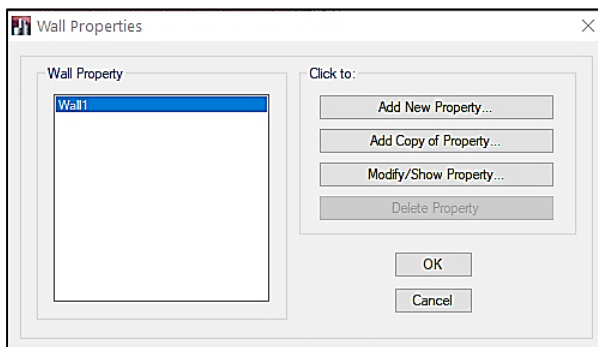 Wall Properties
Wall Property
Wall1
Click to:
Add New Property...
Add Copy of Property...
Modify/Show Property...
Delete Property
OK
Cancel